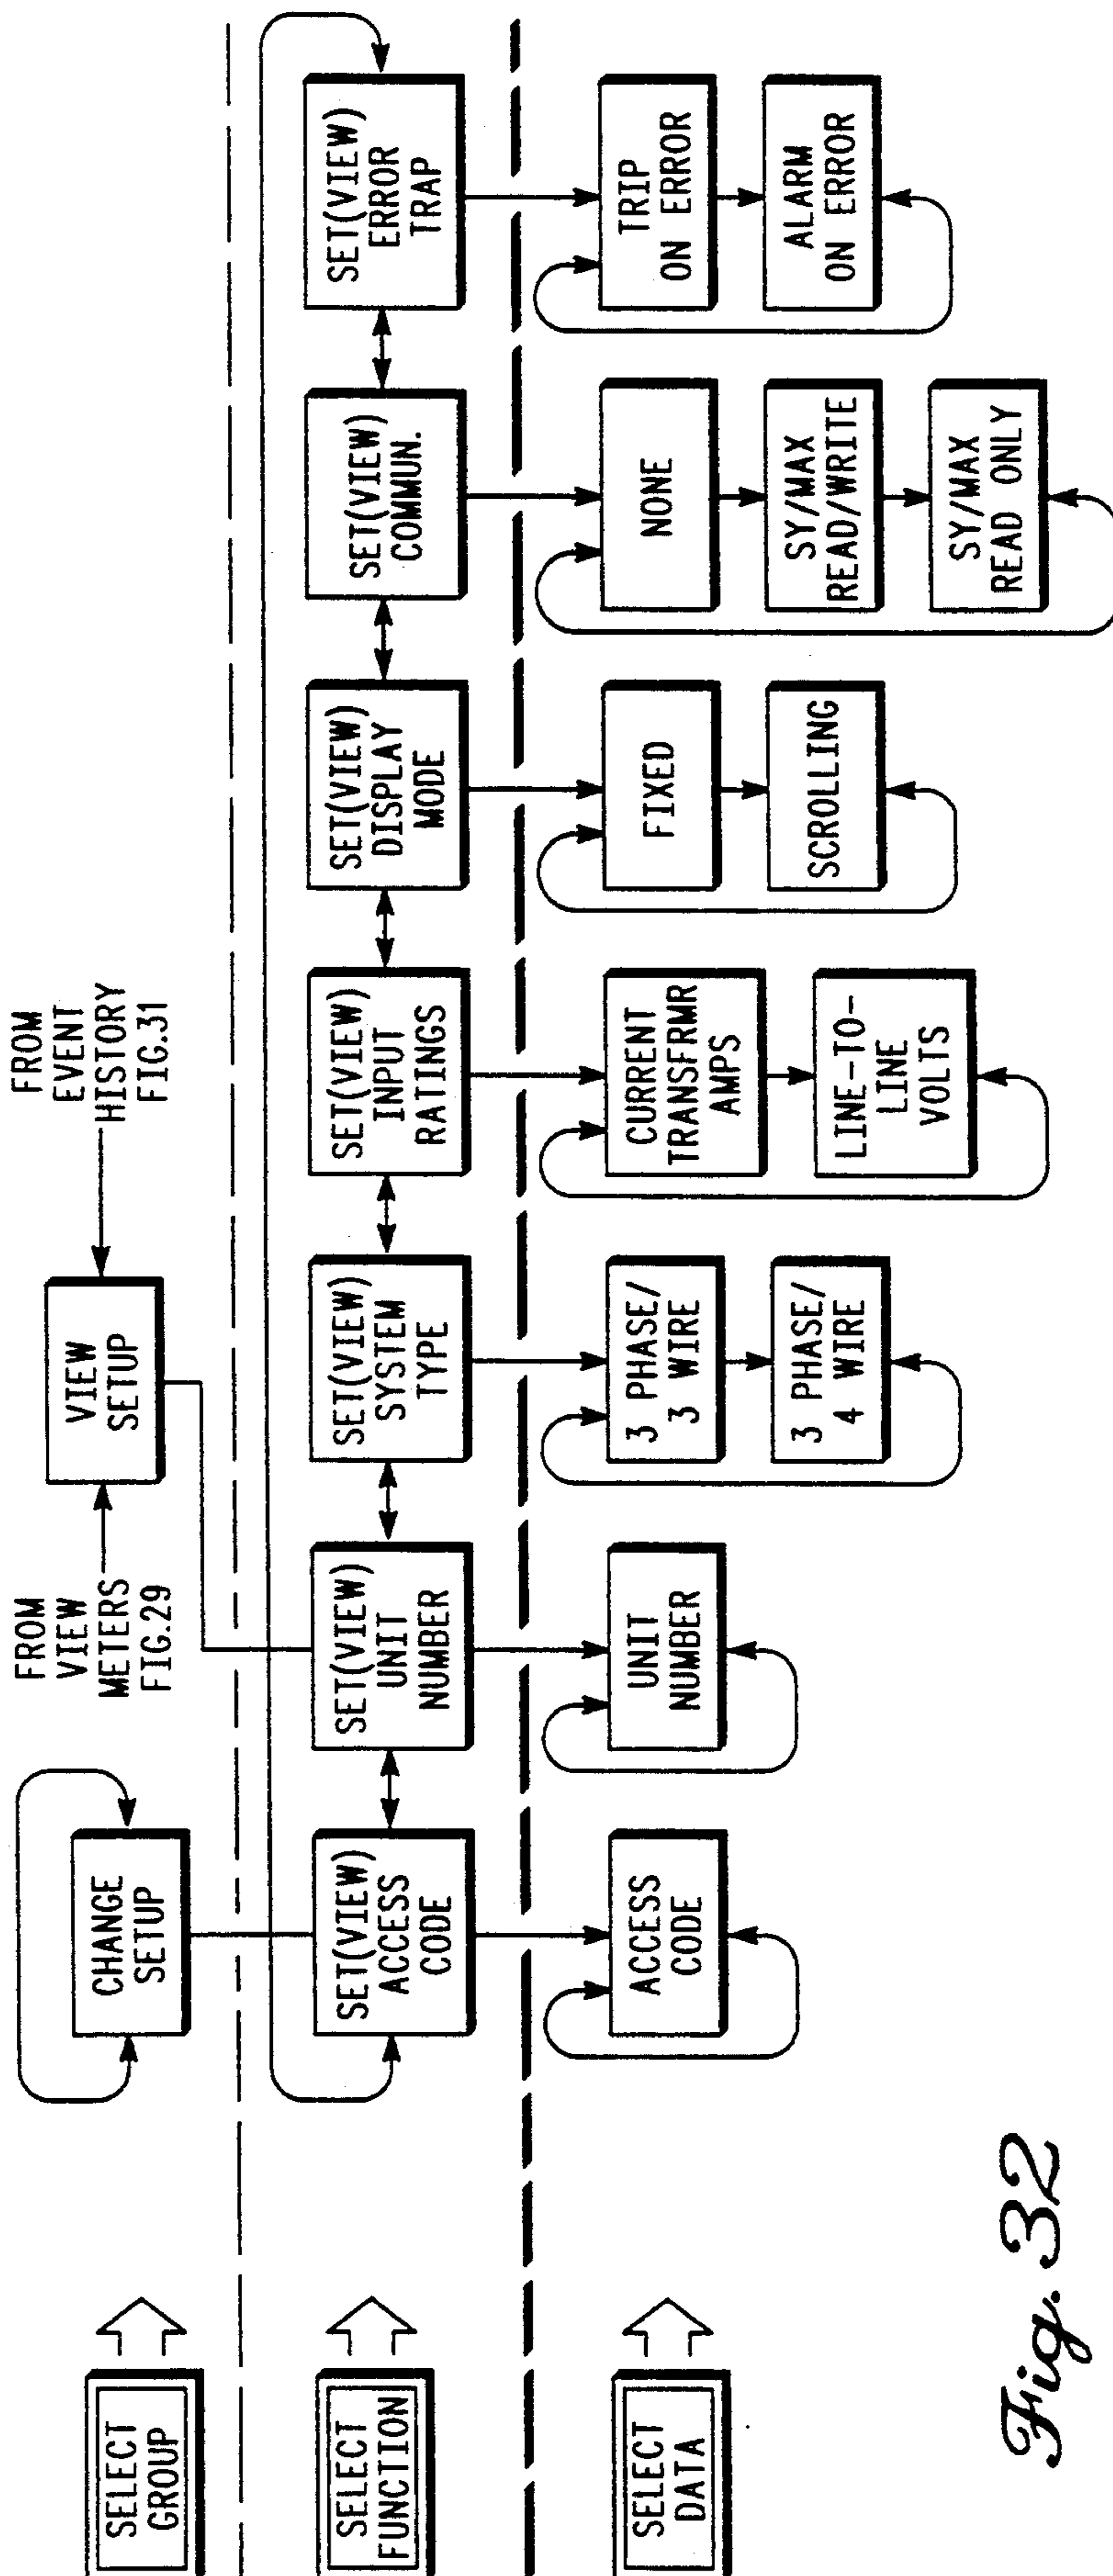 SELECT
GROUP
CHANGE
SETUP
FROM
VIEW
METERS
FIG.29
VIEW
SETUP
FROM
EVENT
HISTORY
FIG.31
SELECT
FUNCTION
SET(VIEW)
ACCESS
CODE
SET(VIEW)
UNIT
NUMBER
SET(VIEW)
SYSTEM
TYPE
SET(VIEW)
INPUT
RATINGS
SET(VIEW)
DISPLAY
MODE
SET(VIEW)
COMMUN.
SET(VIEW)
ERROR
TRAP
SELECT
DATA
ACCESS
CODE
UNIT
NUMBER
3 PHASE/
3 WIRE
3 PHASE/
4 WIRE
CURRENT
TRANSFRMR
AMPS
LINE-TO-
LINE
VOLTS
FIXED
SCROLLING
NONE
SY/MAX
READ/WRITE
SY/MAX
READ ONLY
TRIP
ON ERROR
ALARM
ON ERROR
Fig. 32